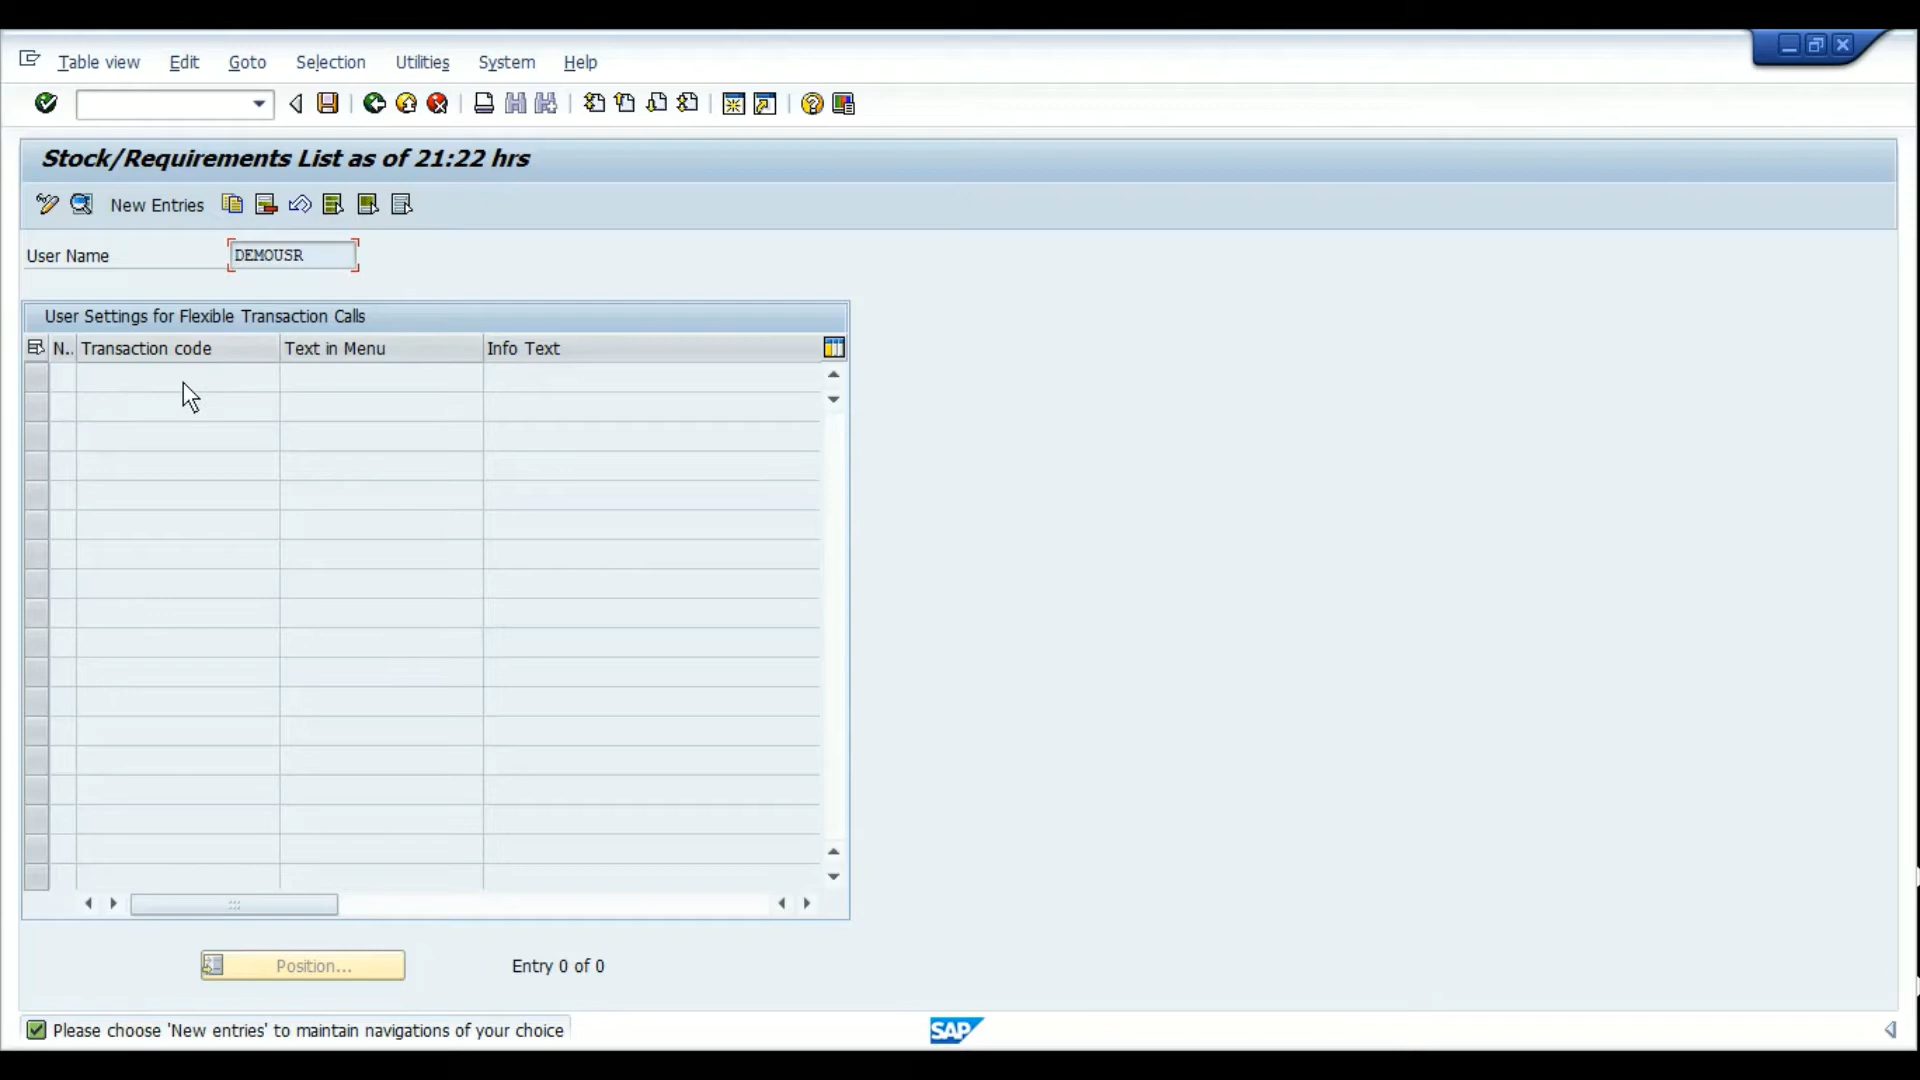 Table view Edit Goto Selection Utilities System Help
Stock/Requirements List as of 21:22 hrs
New Entries
User Name DEMOUSR
User Settings for Flexible Transaction Calls
N.. Transaction code Text in Menu Info Text
Position... Entry 0 of 0
Please choose 'New entries' to maintain navigations of your choice
SAP